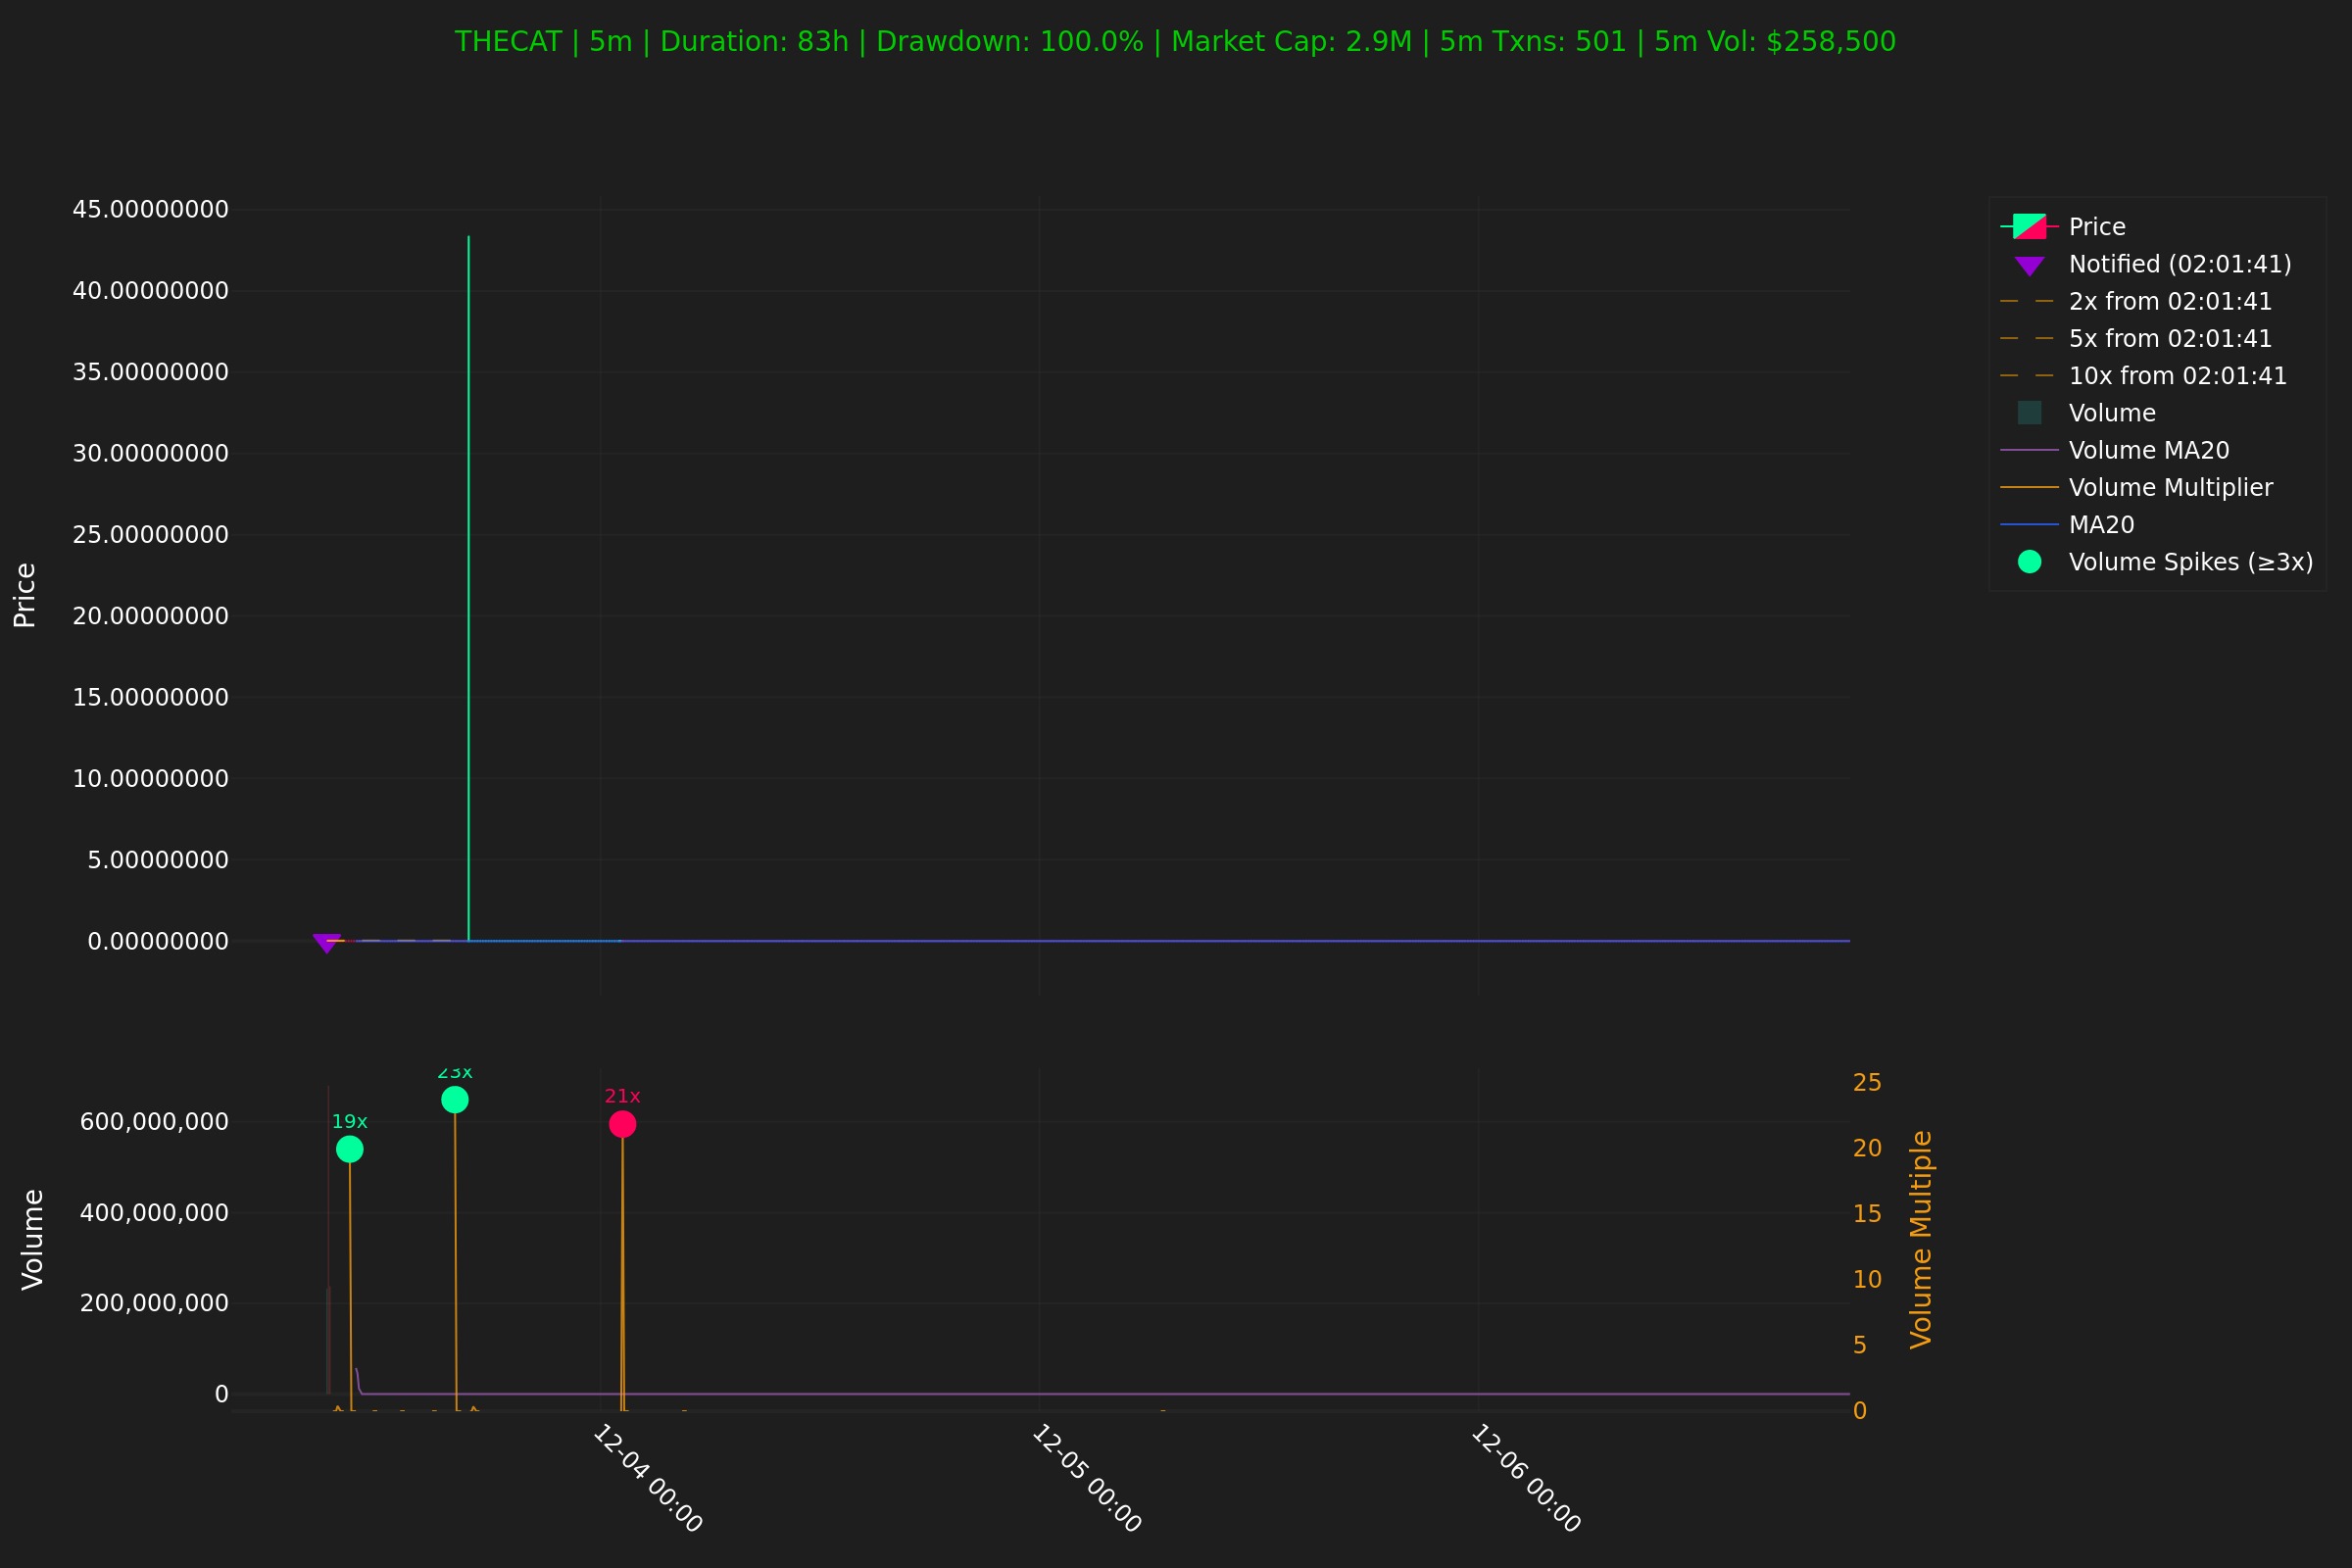 THECAT | 5m | Duration: 83h | Drawdown: 100.0% | Market Cap: 2.9M | 5m Txns: 501 | 5m Vol: $258,500
Price
45.00000000
40.00000000
35.00000000
30.00000000
25.00000000
20.00000000
15.00000000
10.00000000
5.00000000
0.00000000
Price
Notified (02:01:41)
2x from 02:01:41
5x from 02:01:41
10x from 02:01:41
Volume
Volume MA20
Volume Multiplier
MA20
Volume Spikes (≥3x)
Volume
600,000,000
400,000,000
200,000,000
0
19x
23x
21x
25
20
15
10
5
0
Volume Multiple
12-04 00:00
12-05 00:00
12-06 00:00